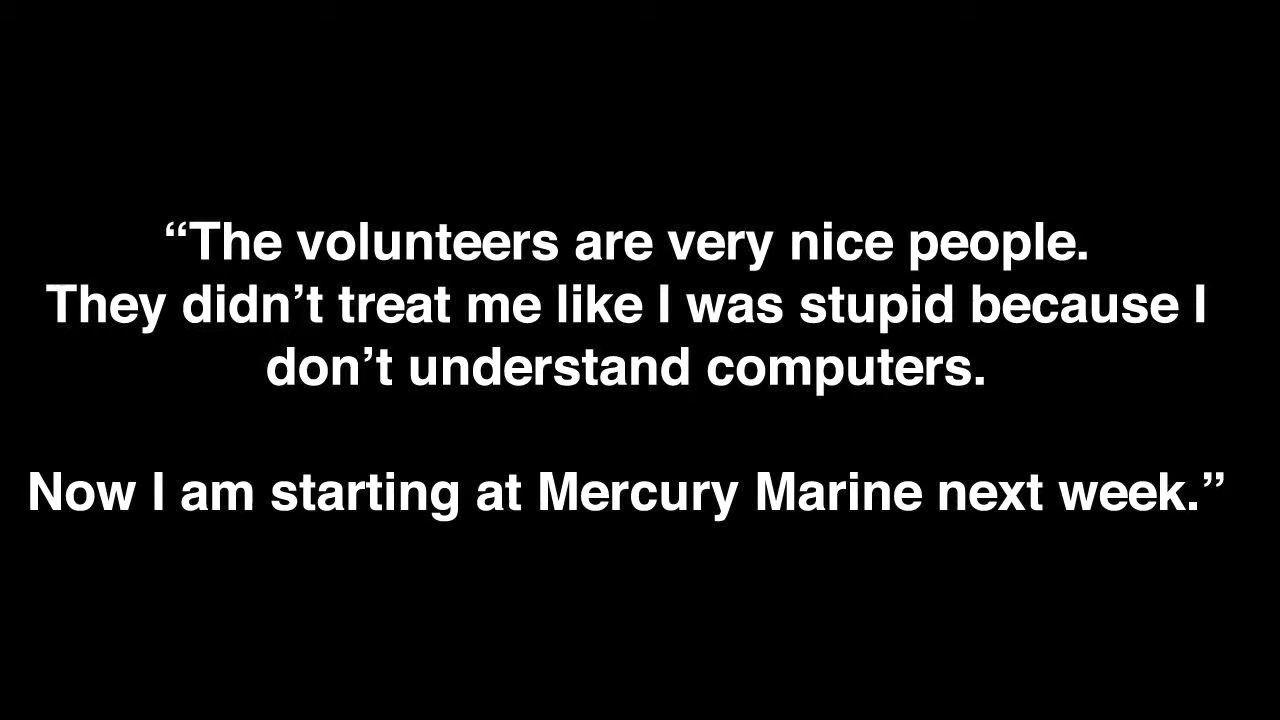 “The volunteers are very nice people.
They didn’t treat me like I was stupid because I
don’t understand computers.
Now I am starting at Mercury Marine next week.”